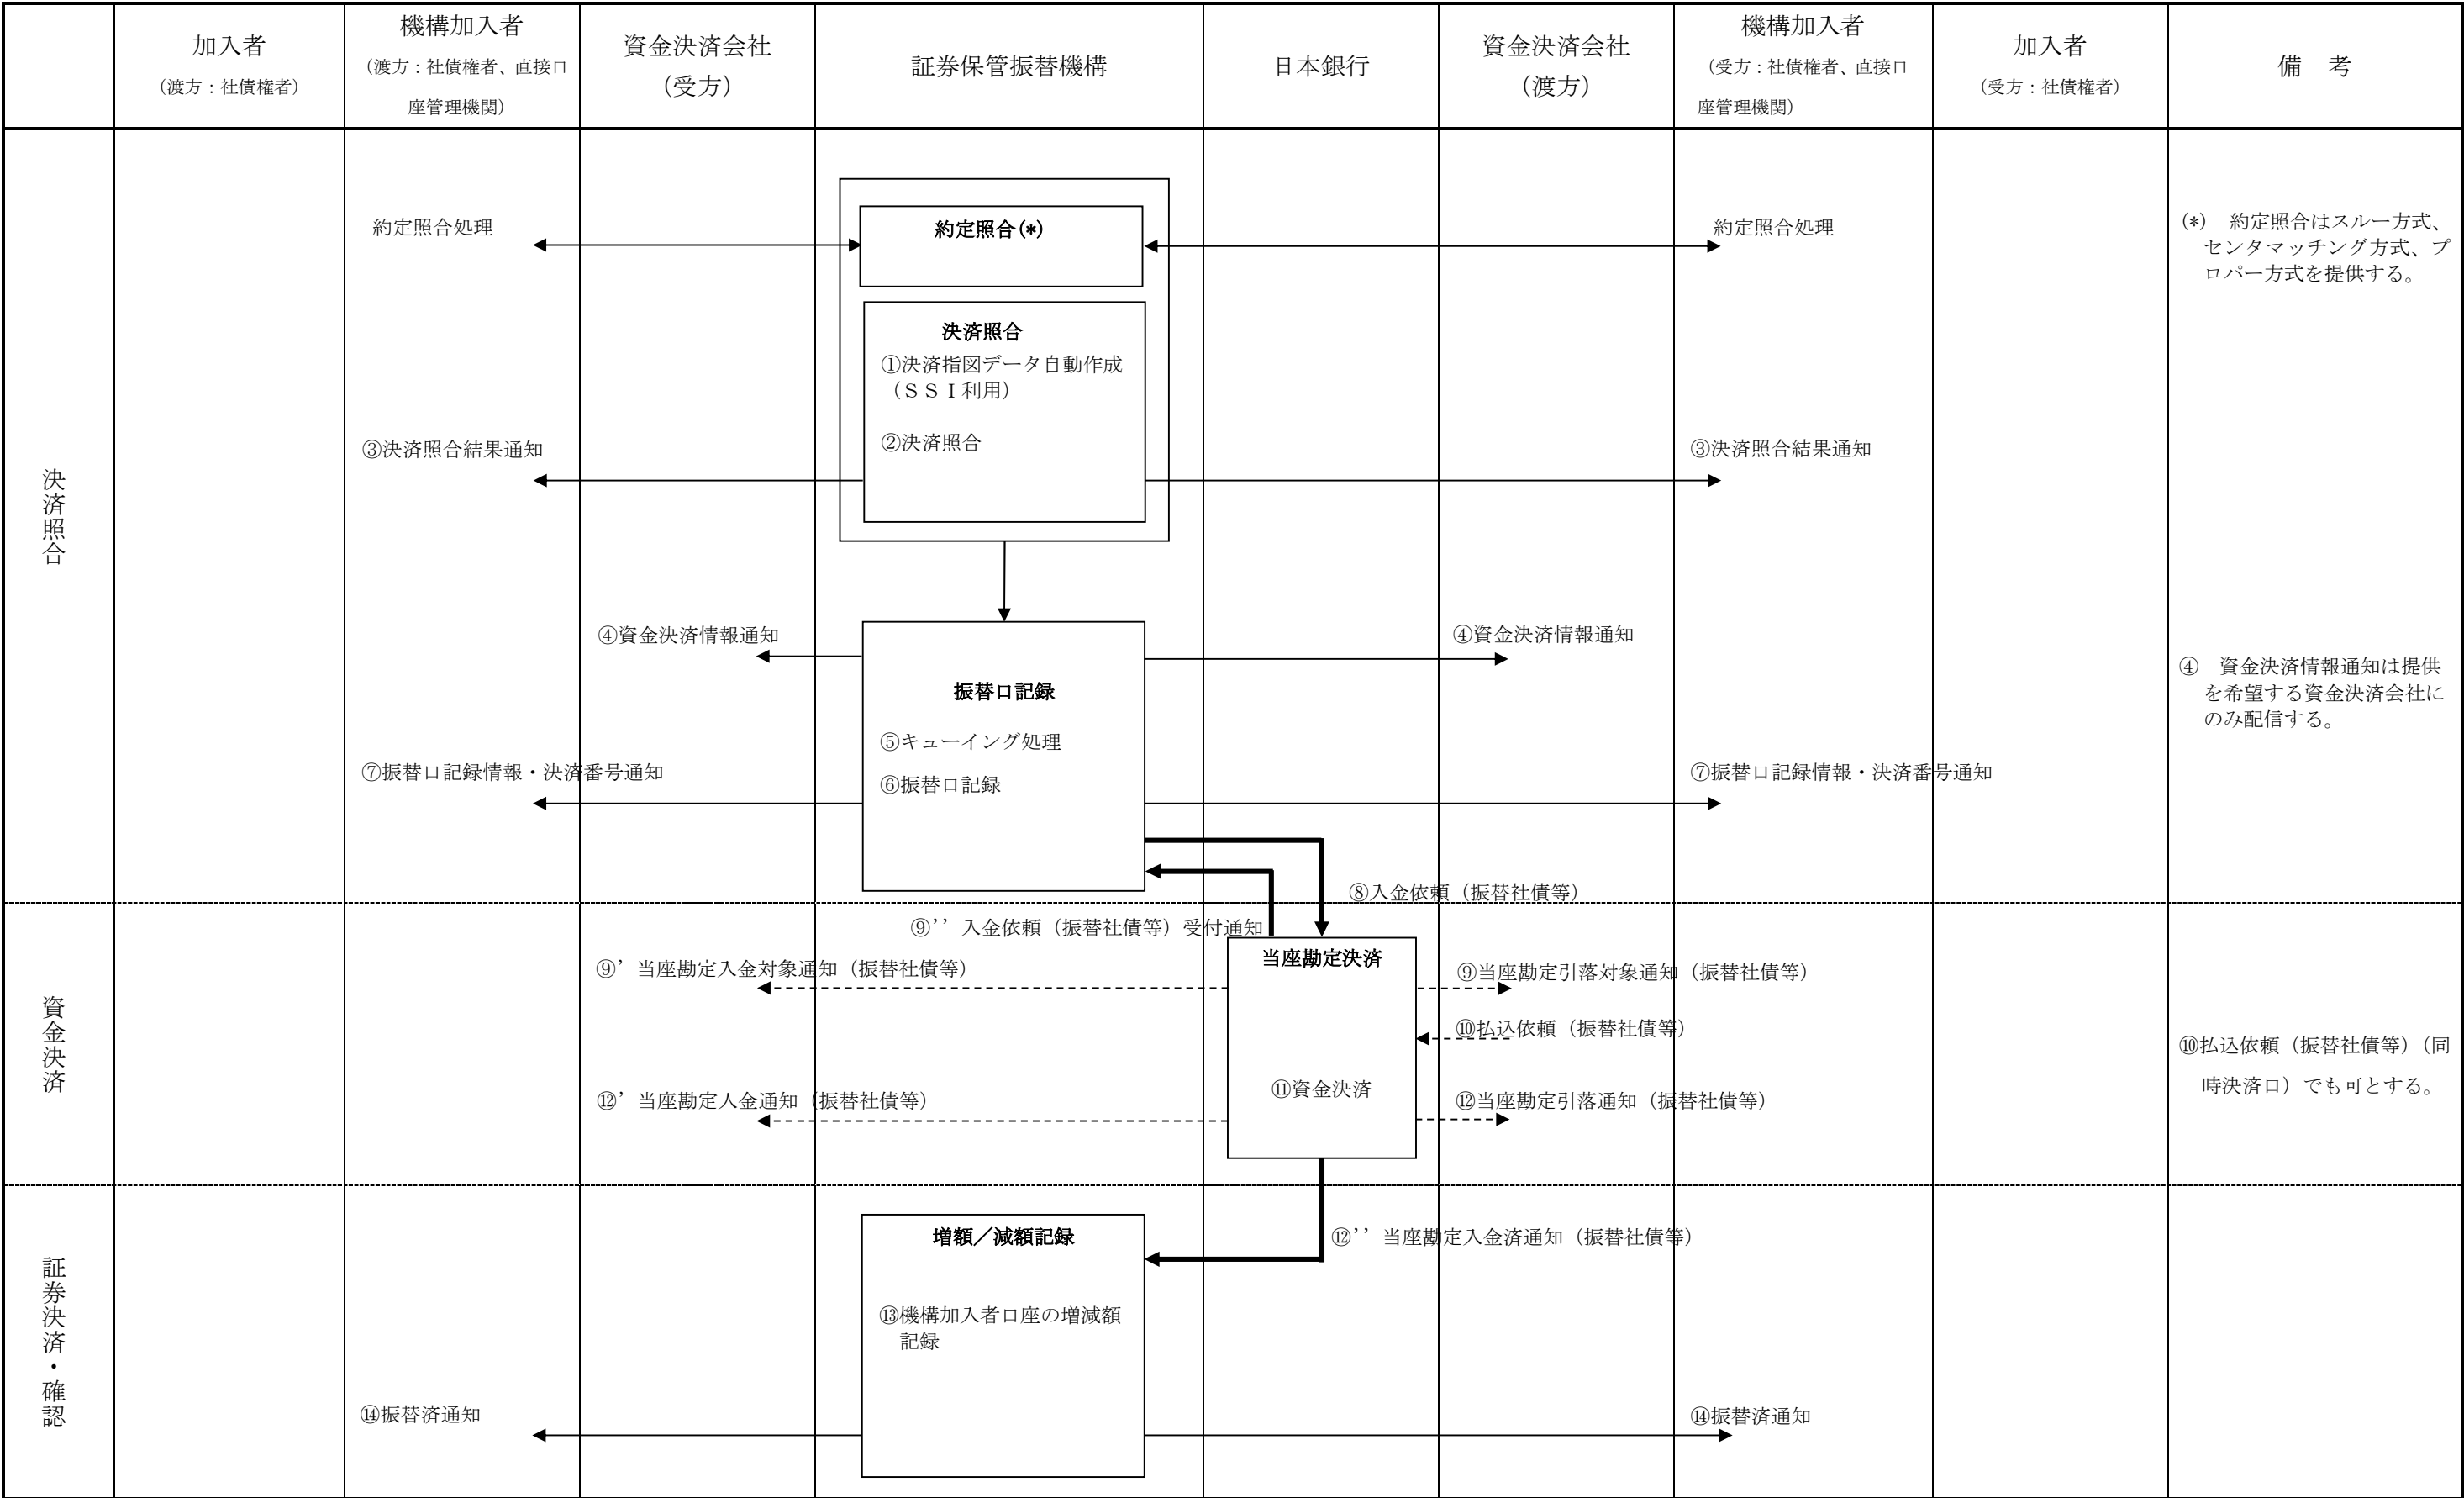 加入者
（渡方：社債権者）
機構加入者
（渡方：社債権者、直接口
座管理機関）
資金決済会社
（受方）
証券保管振替機構
日本銀行
資金決済会社
（渡方）
機構加入者
（受方：社債権者、直接口
座管理機関）
加入者
（受方：社債権者）
備　考
決済照合
約定照合処理
約定照合(*)
約定照合処理
(*)　約定照合はスルー方式、
センタマッチング方式、プ
ロパー方式を提供する。
決済照合
①決済指図データ自動作成
（ＳＳＩ利用）
②決済照合
③決済照合結果通知
③決済照合結果通知
④資金決済情報通知
④資金決済情報通知
④　資金決済情報通知は提供
を希望する資金決済会社に
のみ配信する。
振替口記録
⑤キューイング処理
⑥振替口記録
⑦振替口記録情報・決済番号通知
⑦振替口記録情報・決済番号通知
⑧入金依頼（振替社債等）
資金決済
⑨’’ 入金依頼（振替社債等）受付通知
当座勘定決済
⑨’ 当座勘定入金対象通知（振替社債等）
⑨当座勘定引落対象通知（振替社債等）
⑩払込依頼（振替社債等）
⑩払込依頼（振替社債等）（同
時決済口）でも可とする。
⑪資金決済
⑫’ 当座勘定入金通知（振替社債等）
⑫当座勘定引落通知（振替社債等）
証券決済・確認
増額／減額記録
⑫’’ 当座勘定入金済通知（振替社債等）
⑬機構加入者口座の増減額
記録
⑭振替済通知
⑭振替済通知